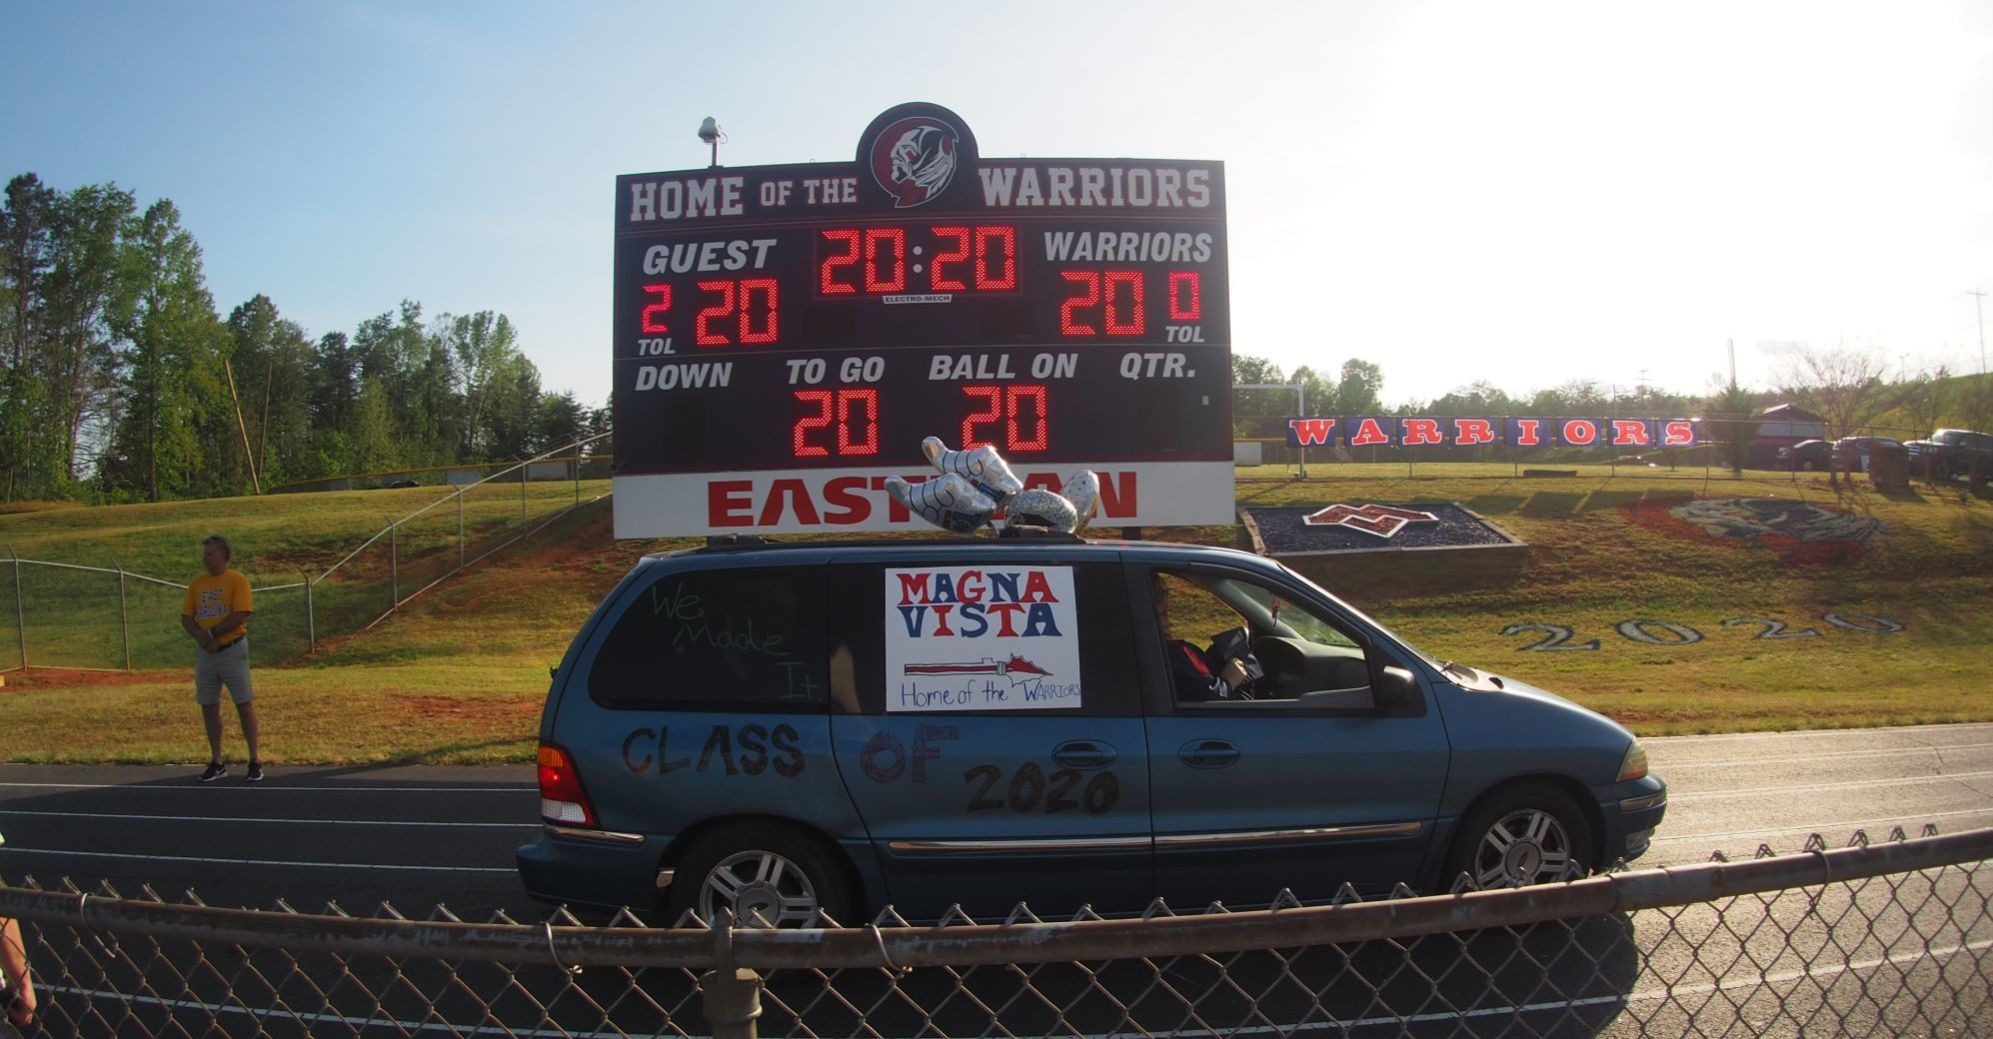 HOME OF THE WARRIORS
GUEST 20:20 WARRIORS
ELECTRO-MECH
2 20 20 0
TOL TOL
DOWN TO GO BALL ON QTR.
20 20
WARRIORS
2020
EAST
CAROLINA
We
Made
It
MAGNA
VISTA
Home of the WARRIORS
CLASS OF 2020